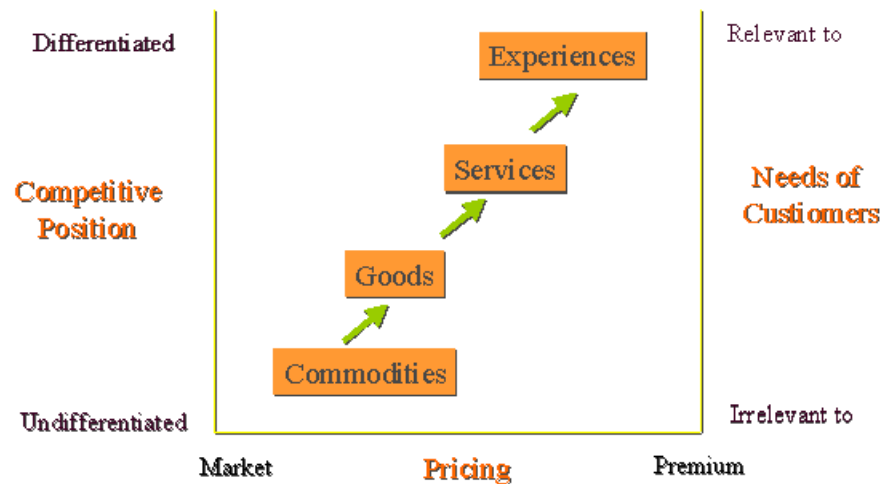 Differentiated
Experiences
Relevant to
Services
Competitive
Position
Needs of
Custiomers
Goods
Commodities
Undifferentiated
Irrelevant to
Market
Pricing
Premium